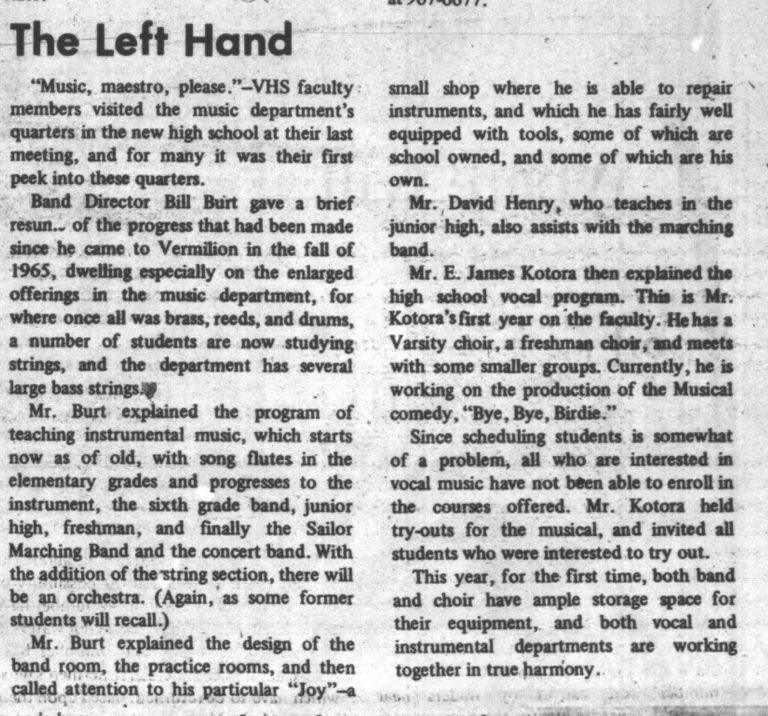 The Left Hand
"Music, maestro, please."—VHS faculty
members visited the music department's
quarters in the new high school at their last
meeting, and for many it was their first
peek into these quarters.
Band Director Bill Burt gave a brief
resun.. of the progress that had been made
since he came to Vermilion in the fall of
1965, dwelling especially on the enlarged
offerings in the music department, for
where once all was brass, reeds, and drums,
a number of students are now studying
strings, and the department has several
large bass strings.
Mr. Burt explained the program of
teaching instrumental music, which starts
now as of old, with song flutes in the
elementary grades and progresses to the
instrument, the sixth grade band, junior
high, freshman, and finally the Sailor
Marching Band and the concert band. With
the addition of the string section, there will
be an orchestra. (Again, as some former
students will recall.)
Mr. Burt explained the design of the
band room, the practice rooms, and then
called attention to his particular "Joy"—a
small shop where he is able to repair
instruments, and which he has fairly well
equipped with tools, some of which are
school owned, and some of which are his
own.
Mr. David Henry, who teaches in the
junior high, also assists with the marching
band.
Mr. E. James Kotora then explained the
high school vocal program. This is Mr.
Kotora's first year on the faculty. He has a
Varsity choir, a freshman choir, and meets
with some smaller groups. Currently, he is
working on the production of the Musical
comedy, "Bye, Bye, Birdie."
Since scheduling students is somewhat
of a problem, all who are interested in
vocal music have not been able to enroll in
the courses offered. Mr. Kotora held
try-outs for the musical, and invited all
students who were interested to try out.
This year, for the first time, both band
and choir have ample storage space for
their equipment, and both vocal and
instrumental departments are working
together in true harmony.